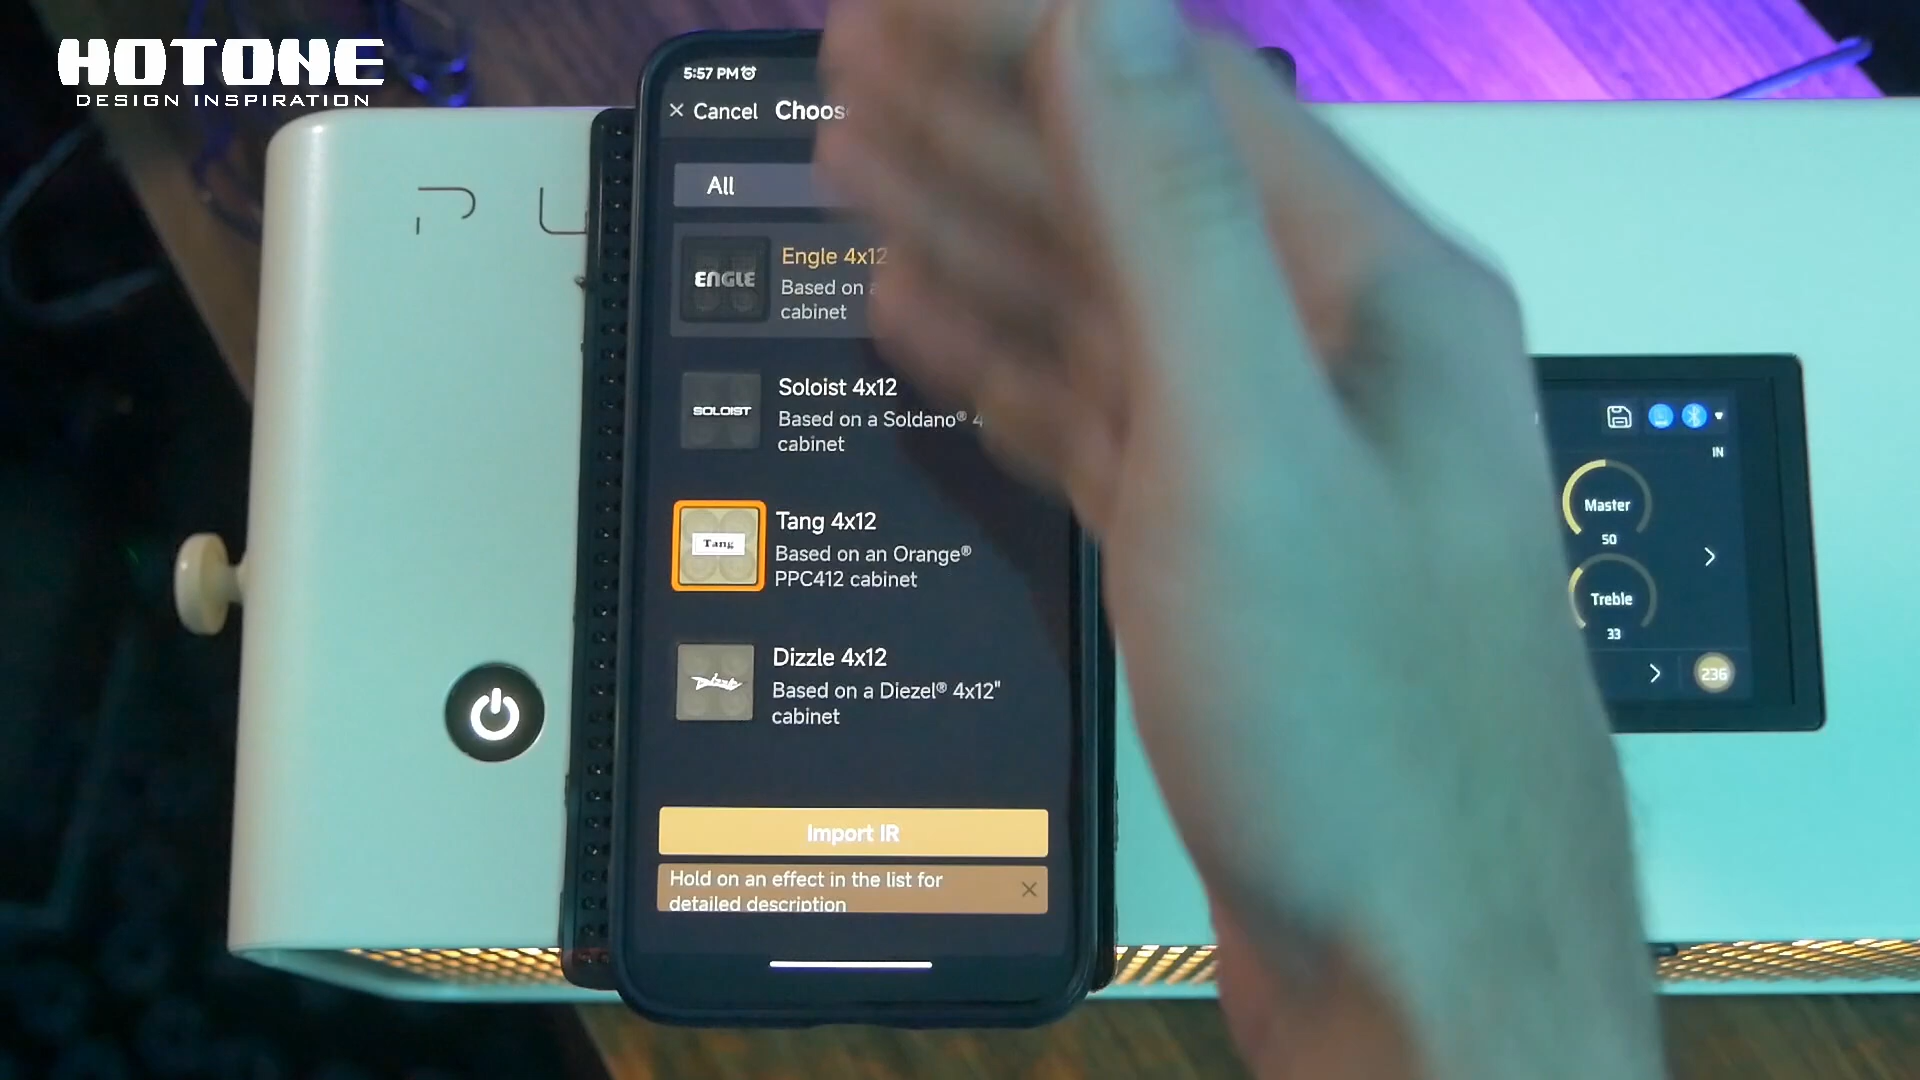 HOTONE
DESIGN INSPIRATION
5:57 PM
Cancel
All
ENGLE
Engle 4x12
Based on
cabinet
SOLOIST
Soloist 4x12
Based on a Soldano®
cabinet
Tang
Tang 4x12
Based on an Orange®
PPC412 cabinet
Dizzle
Dizzle 4x12
Based on a Diezel® 4x12"
cabinet
Import IR
Hold on an effect in the list for
detailed description
IN
Master
50
Treble
33
236